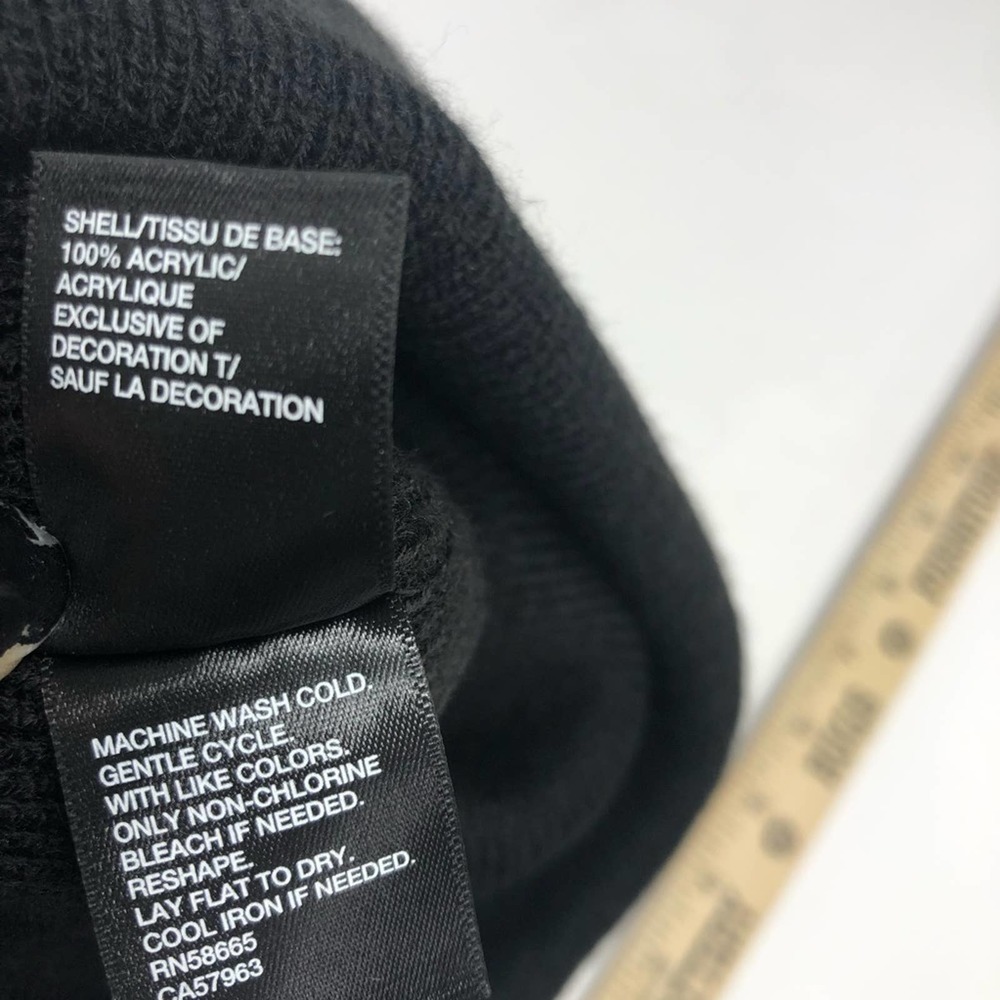 SHELL/TISSU DE BASE:
100% ACRYLIC/
ACRYLIQUE
EXCLUSIVE OF
DECORATION T/
SAUF LA DECORATION
MACHINE WASH COLD.
GENTLE CYCLE.
WITH LIKE COLORS.
ONLY NON-CHLORINE
BLEACH IF NEEDED.
RESHAPE.
LAY FLAT TO DRY.
COOL IRON IF NEEDED.
RN58665
CA57963